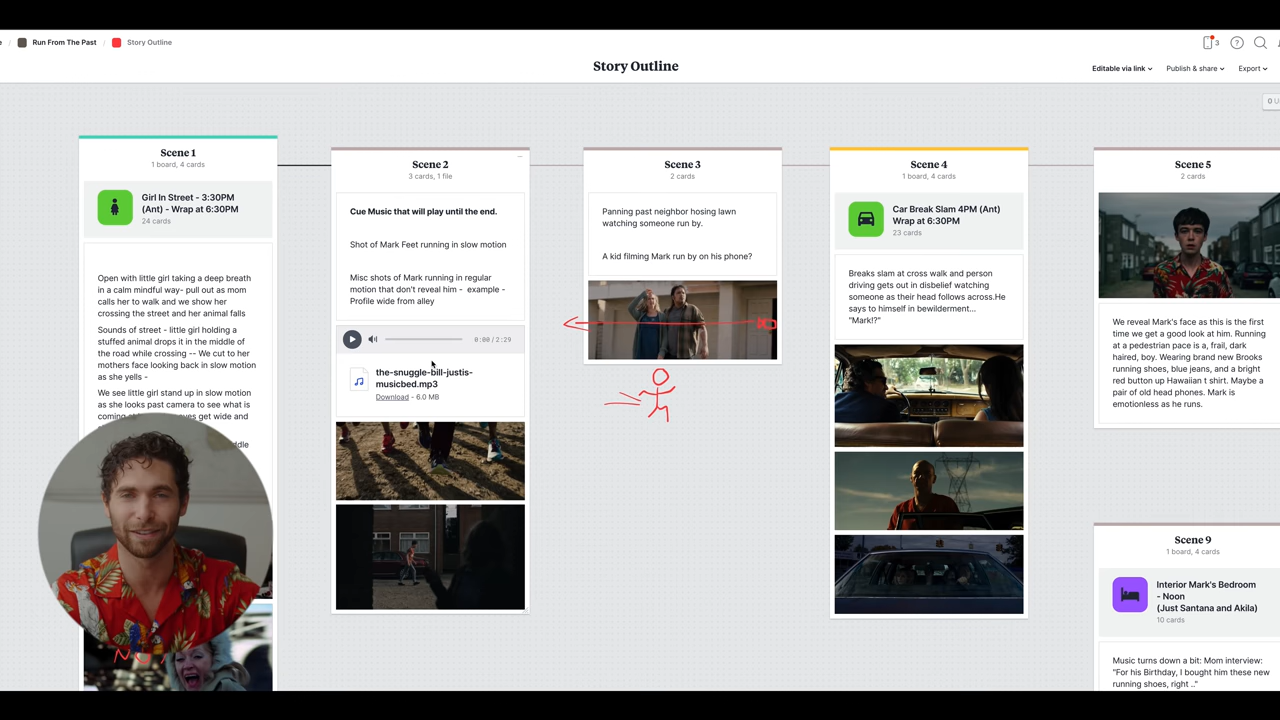 Run From The Past / Story Outline
3
Story Outline
Editable via link
Publish & share
Export
0
Scene 1
1 board, 4 cards
Girl In Street - 3:30PM
(Ant) - Wrap at 6:30PM
24 cards
Open with little girl taking a deep breath
in a calm mindful way- pull out as mom
calls her to walk and we show her
crossing the street and her animal falls
Sounds of street - little girl holding a
stuffed animal drops it in the middle of
the road while crossing -- We cut to her
mothers face looking back in slow motion
as she yells -
We see little girl stand up in slow motion
as she looks past camera to see what is
coming
eyes get wide and
Scene 2
3 cards, 1 file
Cue Music that will play until the end.
Shot of Mark Feet running in slow motion
Misc shots of Mark running in regular
motion that don't reveal him - example -
Profile wide from alley
0:00 / 2:29
the-snuggle-bill-justis-
musicbed.mp3
Download - 6.0 MB
Scene 3
2 cards
Panning past neighbor hosing lawn
watching someone run by.
A kid filming Mark run by on his phone?
Scene 4
1 board, 4 cards
Car Break Slam 4PM (Ant)
Wrap at 6:30PM
23 cards
Breaks slam at cross walk and person
driving gets out in disbelief watching
someone as their head follows across.He
says to himself in bewilderment...
"Mark!?"
Scene 5
2 cards
We reveal Mark's face as this is the first
time we get a good look at him. Running
at a pedestrian pace is a, frail, dark
haired, boy. Wearing brand new Brooks
running shoes, blue jeans, and a bright
red button up Hawaiian t shirt. Maybe a
pair of old head phones. Mark is
emotionless as he runs.
Scene 9
1 board, 4 cards
Interior Mark's Bedroom
- Noon
(Just Santana and Akila)
10 cards
Music turns down a bit: Mom interview:
"For his Birthday, I bought him these new
running shoes, right .."